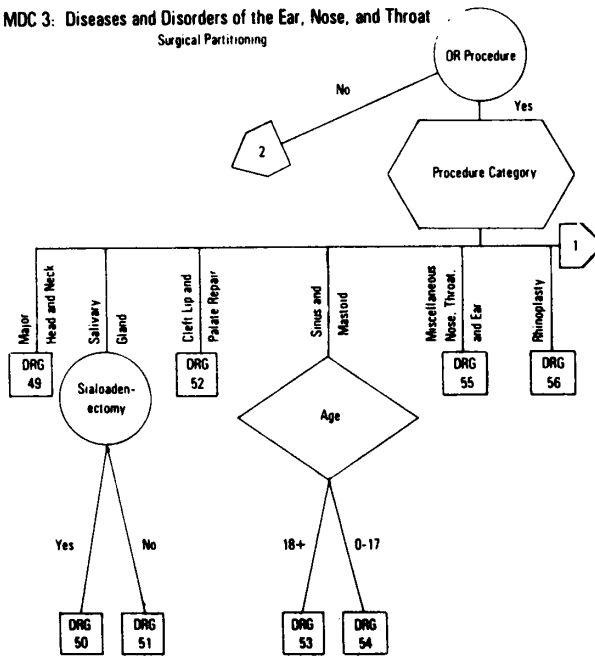 MDC 3: Diseases and Disorders of the Ear, Nose, and Throat
Surgical Partitioning
OR Procedure
No
Yes
2
Procedure Category
1
Major
Head and Neck
Salivary
Gland
Cleft Lip and
Palate Repair
Sinus and
Mastoid
Miscellaneous
Nose, Throat,
and Ear
Rhinoplasty
DRG
49
Sialoaden-
ectomy
DRG
52
Age
DRG
55
DRG
56
Yes
No
18+
0-17
DRG
50
DRG
51
DRG
53
DRG
54